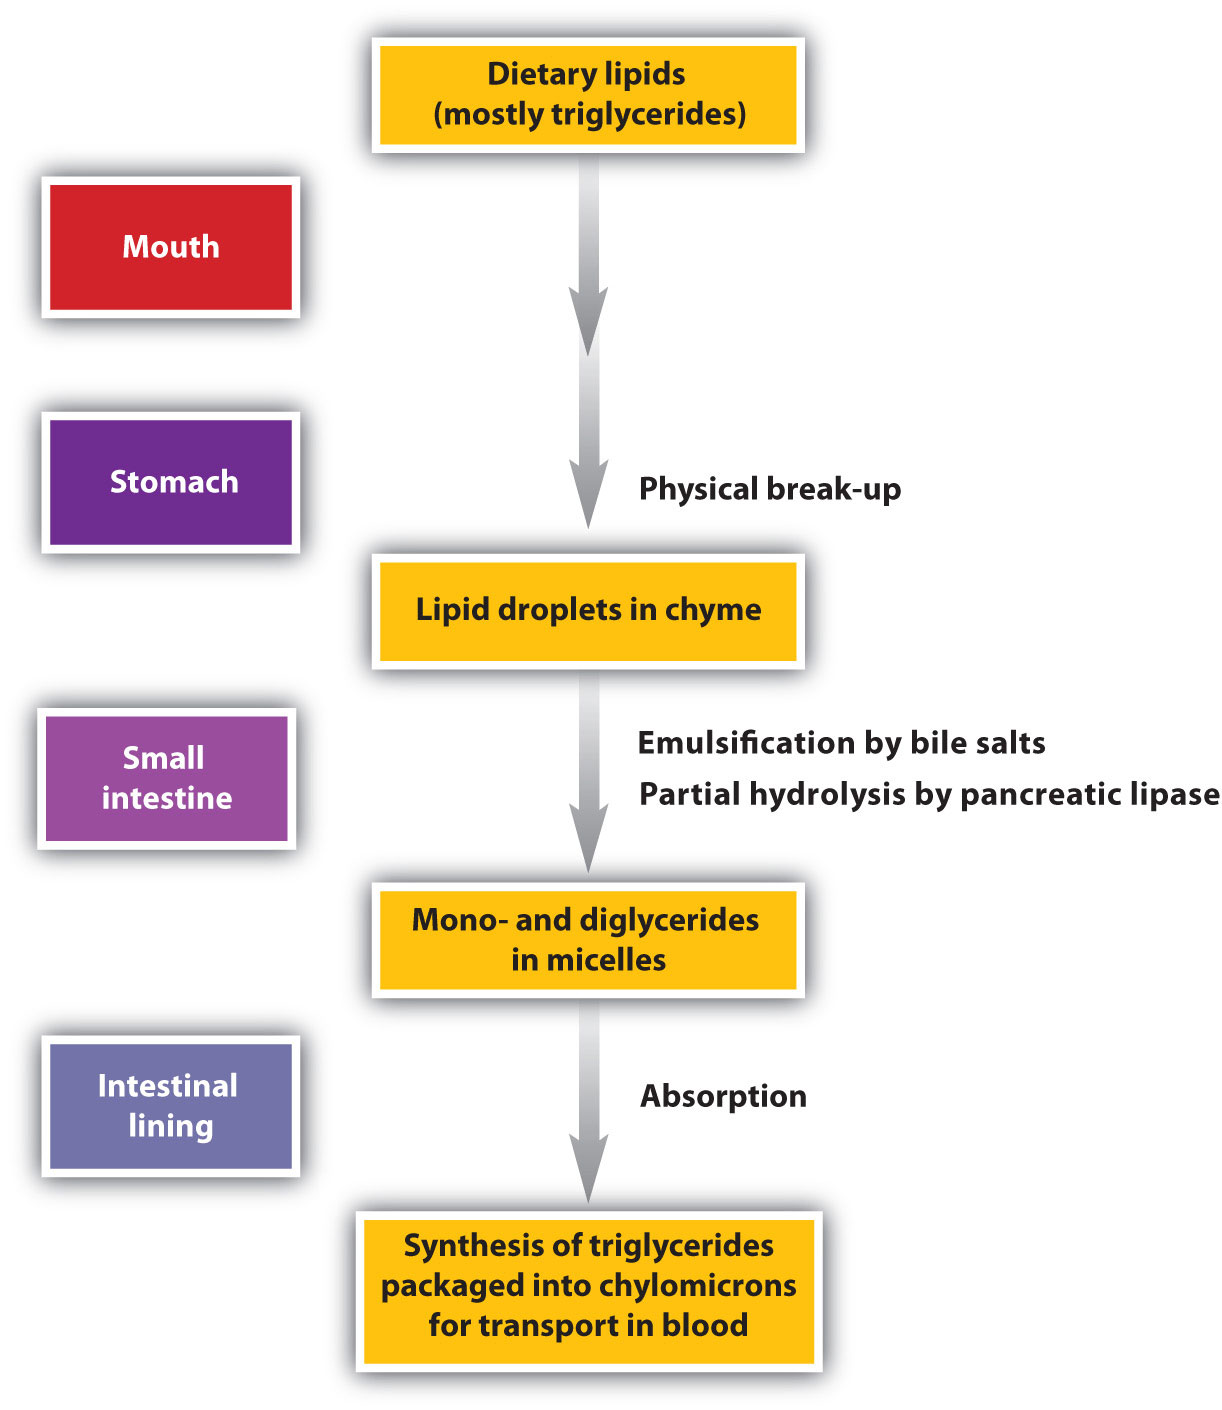 Dietary lipids
(mostly triglycerides)
Mouth
Stomach
Physical break-up
Lipid droplets in chyme
Small
intestine
Emulsification by bile salts
Partial hydrolysis by pancreatic lipase
Mono- and diglycerides
in micelles
Intestinal
lining
Absorption
Synthesis of triglycerides
packaged into chylomicrons
for transport in blood